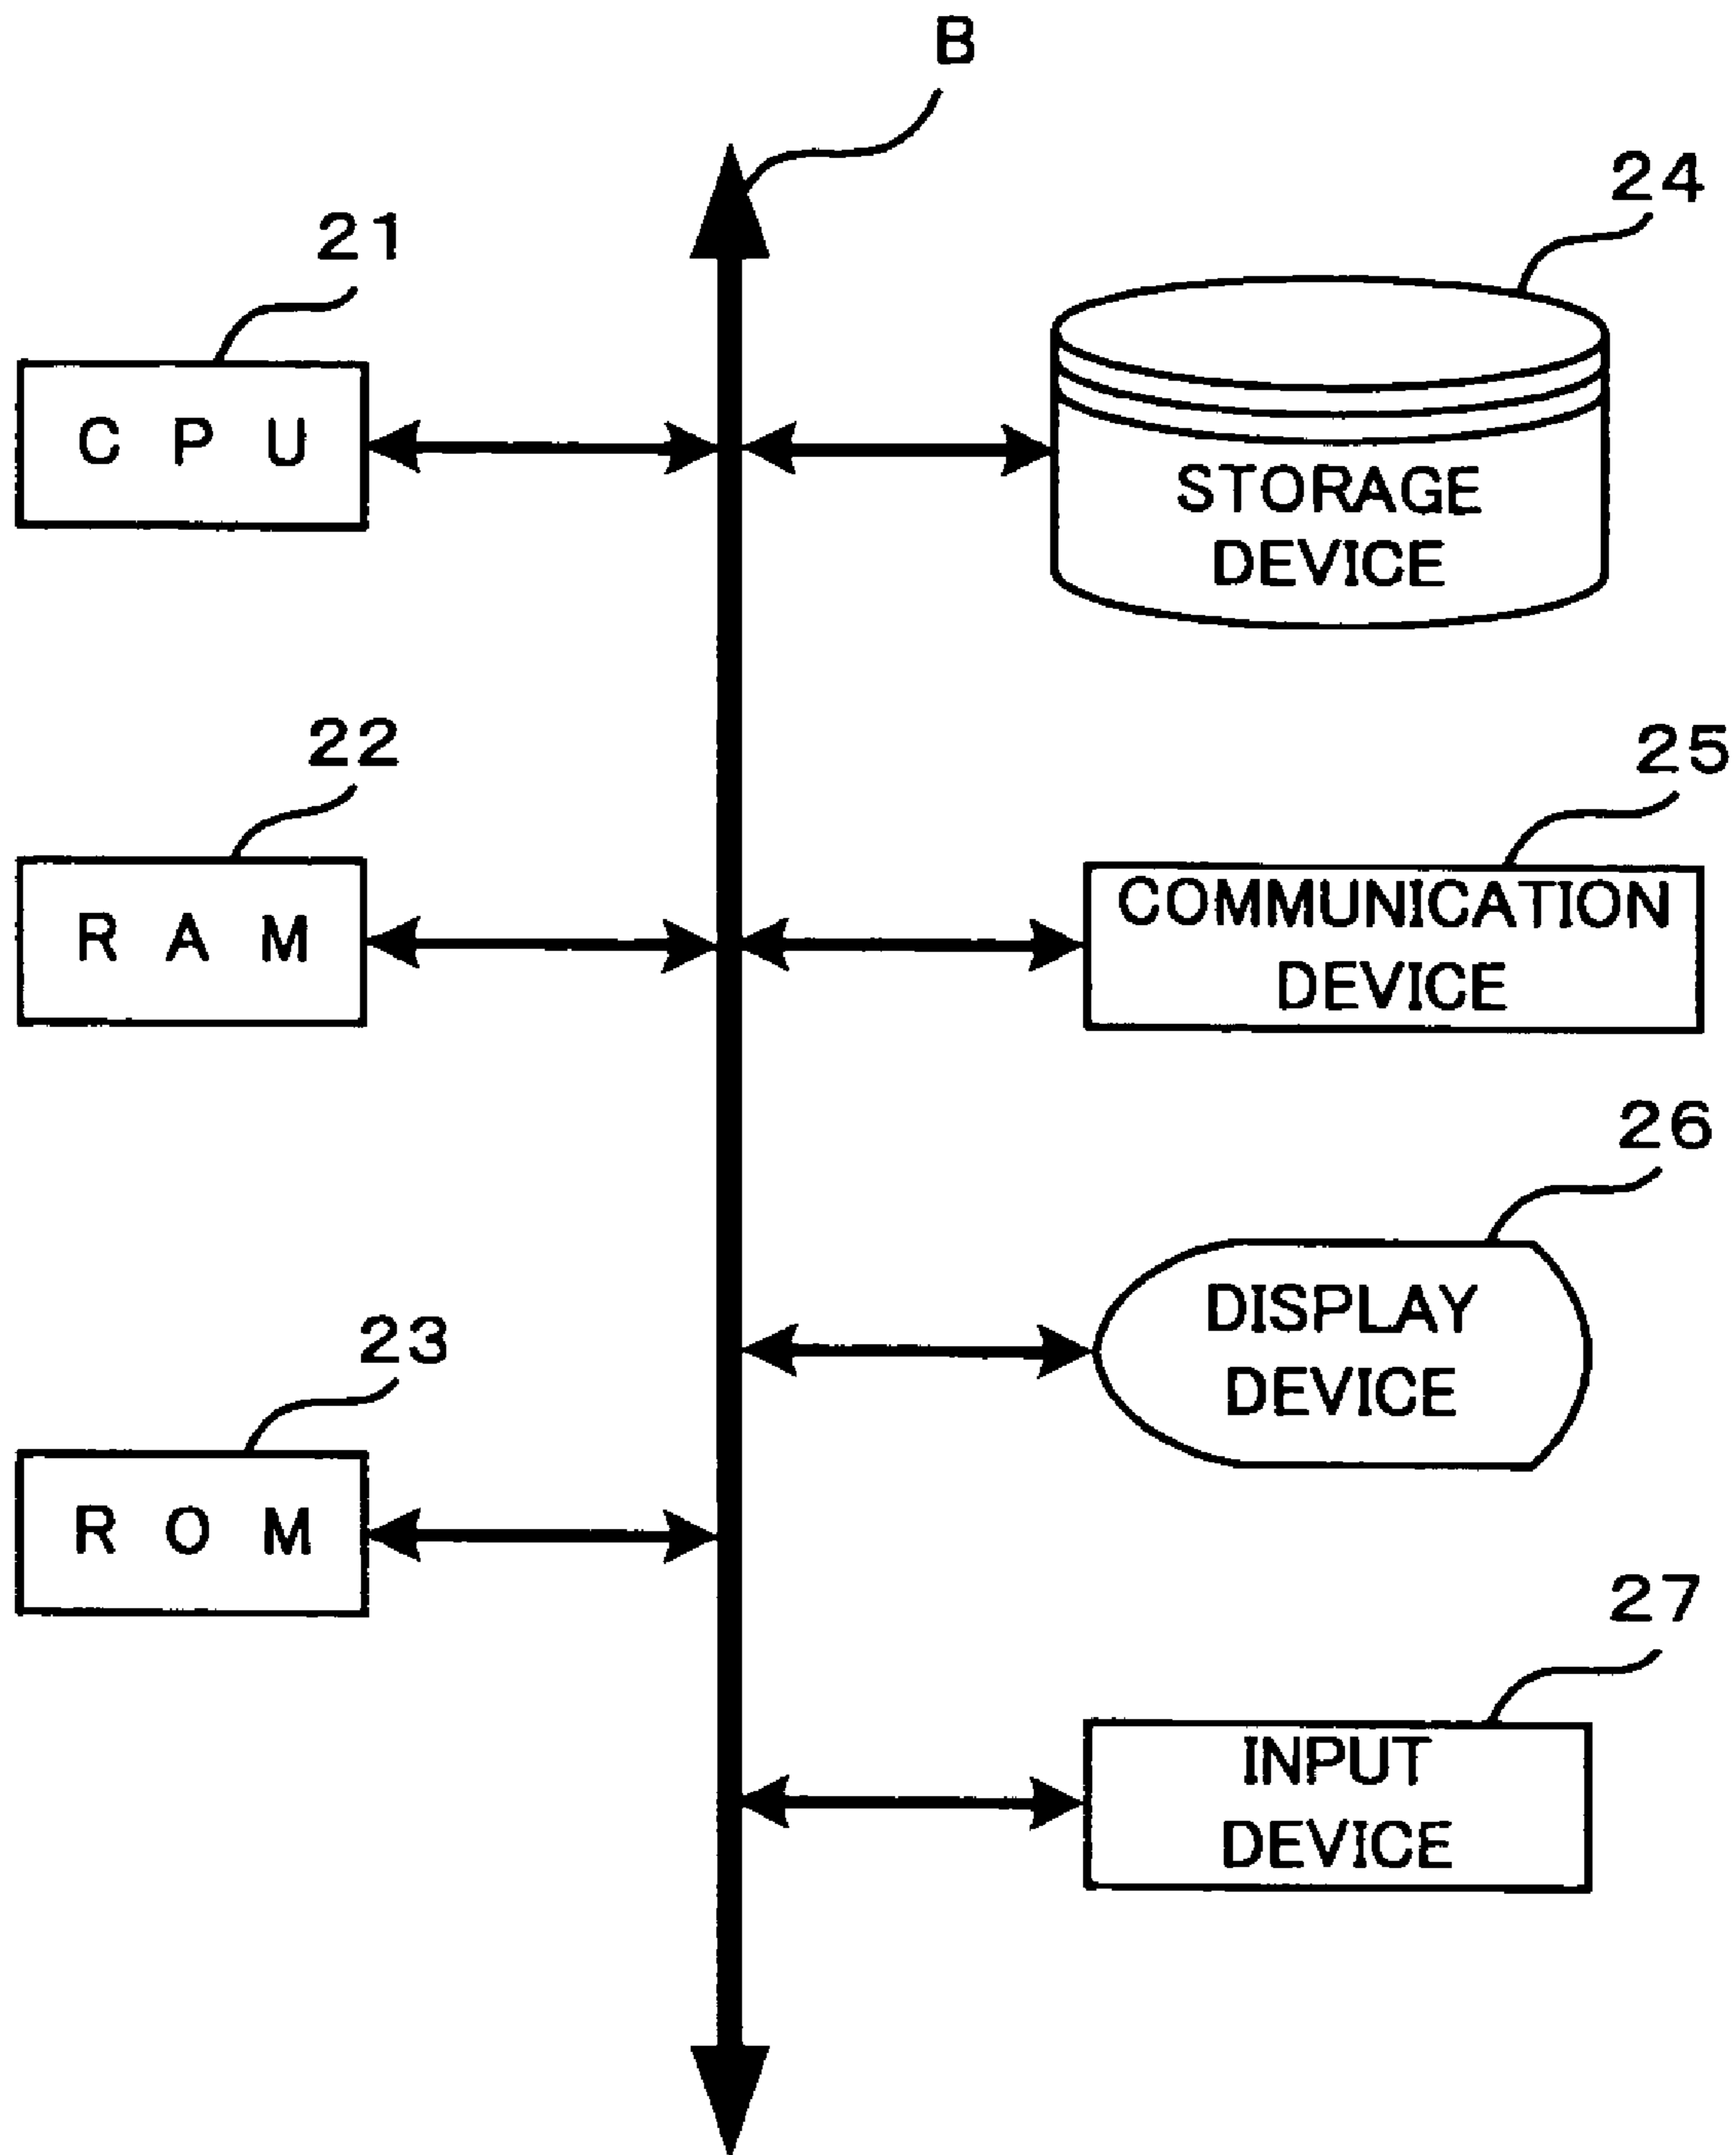 B
21
C P U
24
STORAGE
DEVICE
22
R A M
25
COMMUNICATION
DEVICE
26
DISPLAY
DEVICE
23
R O M
27
INPUT
DEVICE